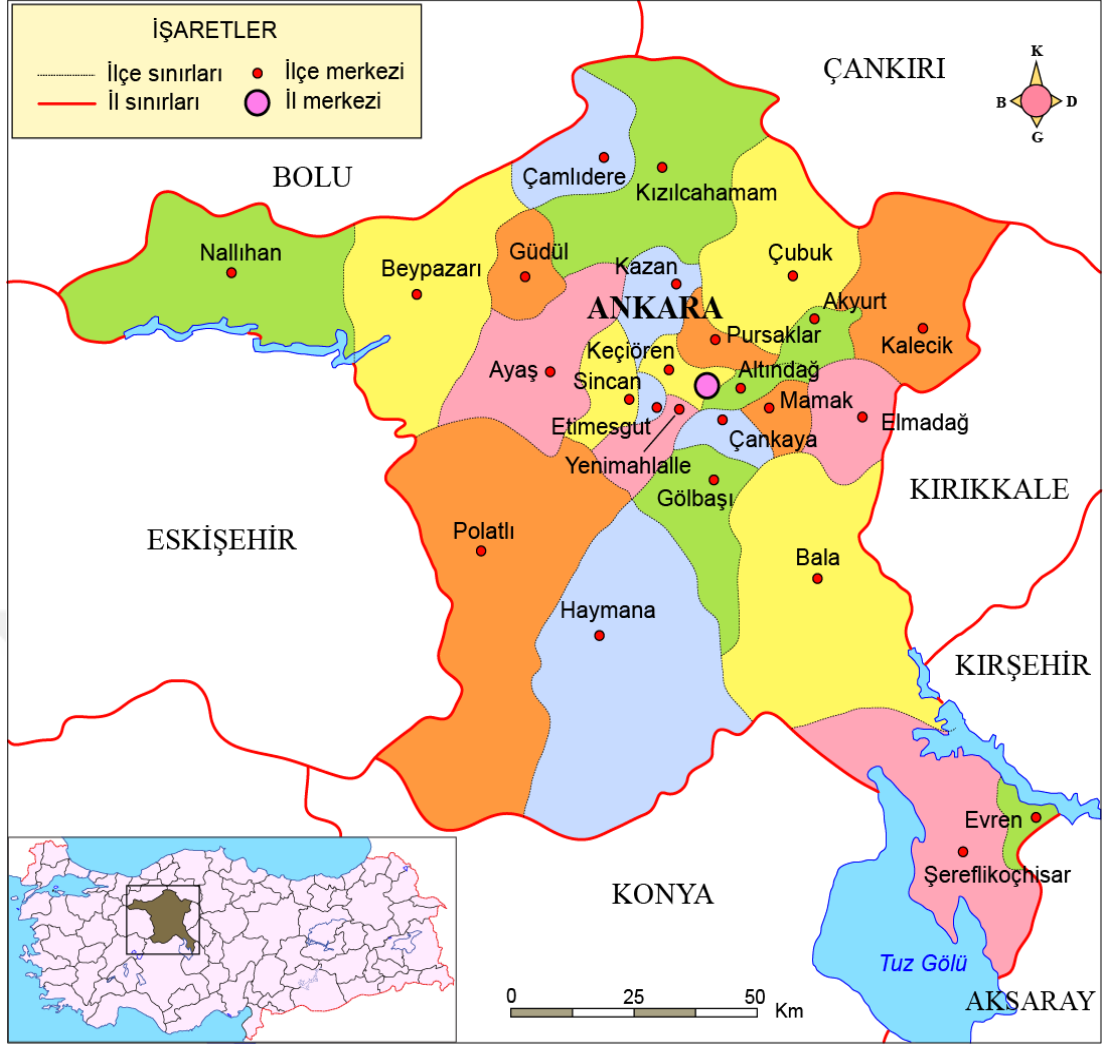 İŞARETLER
İlçe sınırları
İlçe merkezi
İl sınırları
İl merkezi
ÇANKIRI
K
B
D
G
BOLU
Çamlıdere
Kızılcahamam
Nallıhan
Güdül
Çubuk
Beypazarı
Kazan
ANKARA
Akyurt
Pursaklar
Kalecik
Keçiören
Ayaş
Altındağ
Sincan
Mamak
Elmadağ
Etimesgut
Çankaya
Yenimahlalle
KIRIKKALE
Gölbaşı
ESKİŞEHİR
Polatlı
Bala
Haymana
KIRŞEHİR
Evren
Şereflikoçhisar
KONYA
Tuz Gölü
AKSARAY
0 25 50 Km